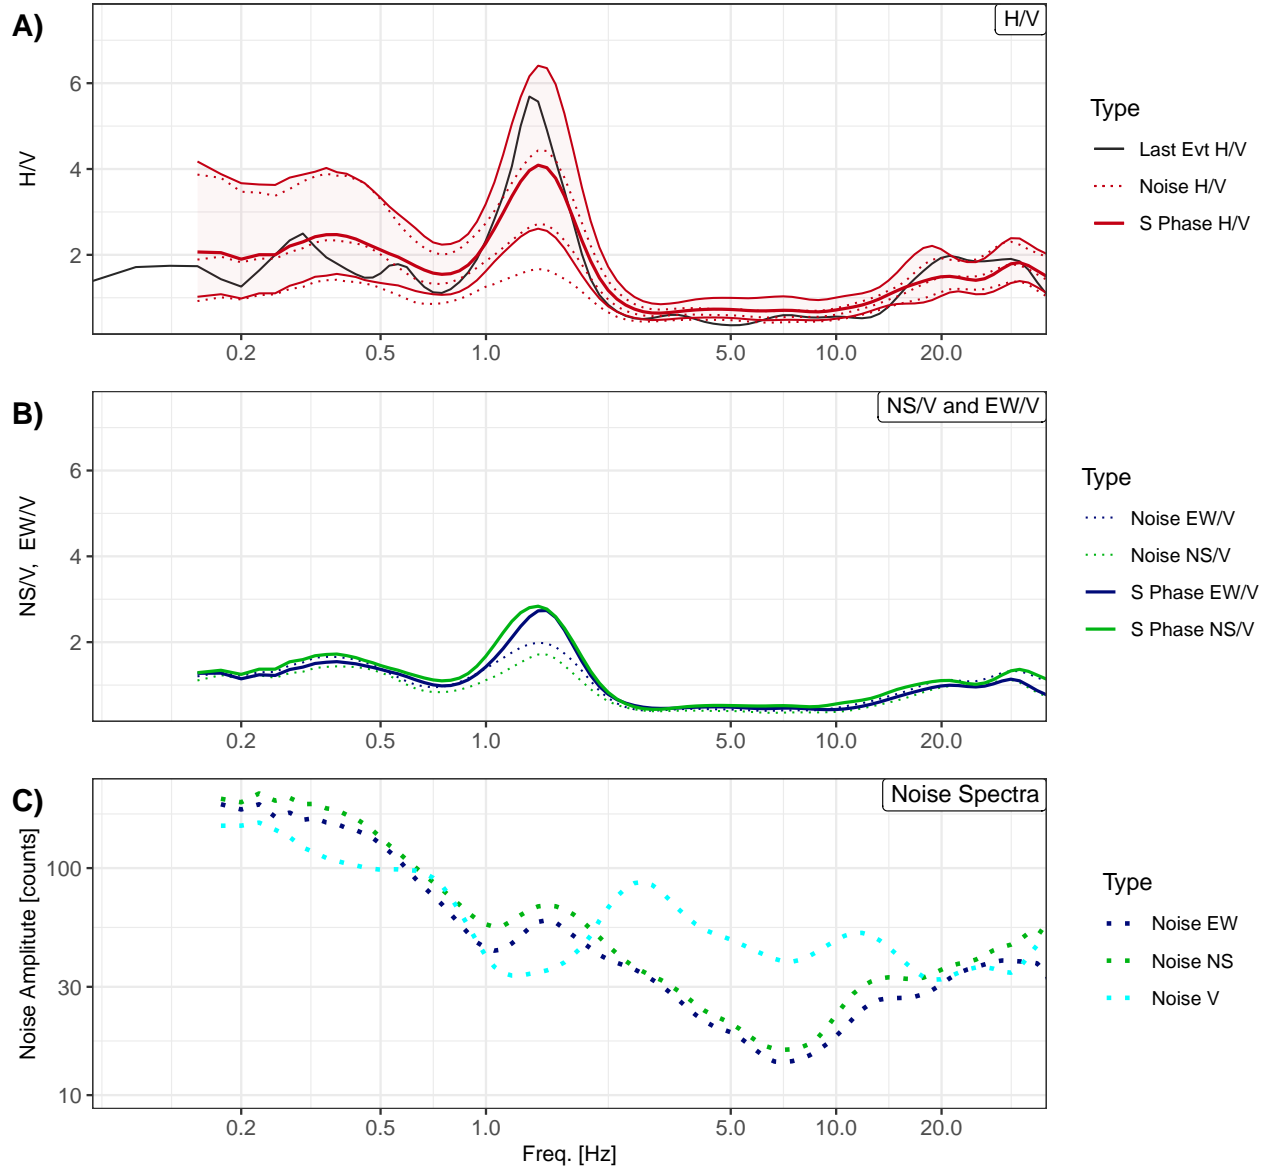 A)
H/V
6
4
2
H/V
0.2 0.5 1.0 5.0 10.0 20.0
Type
Last Evt H/V
Noise H/V
S Phase H/V
B)
NS/V and EW/V
6
4
2
NS/V, EW/V
0.2 0.5 1.0 5.0 10.0 20.0
Type
Noise EW/V
Noise NS/V
S Phase EW/V
S Phase NS/V
C)
Noise Spectra
100
30
10
Noise Amplitute [counts]
0.2 0.5 1.0 5.0 10.0 20.0
Freq. [Hz]
Type
Noise EW
Noise NS
Noise V